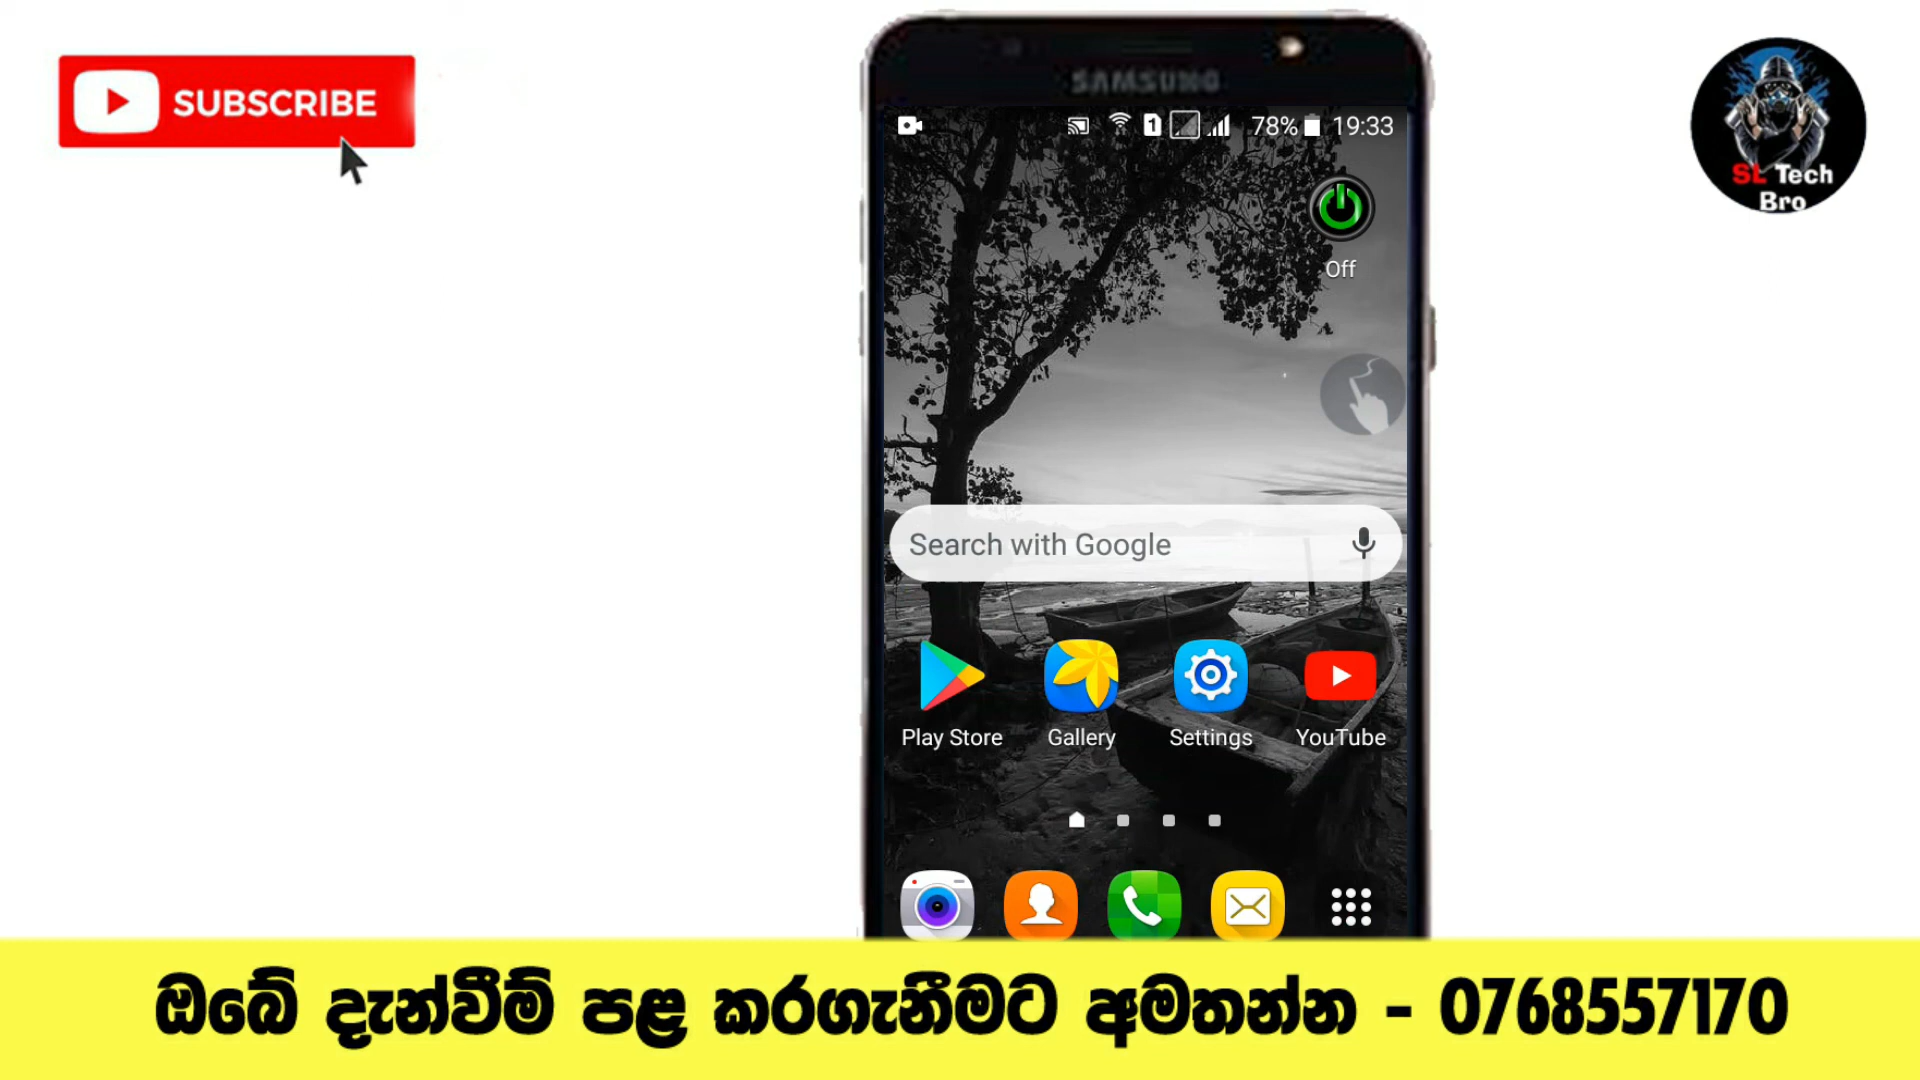 SUBSCRIBE
SAMSUNG
1 78% 19:33
SL Tech
Bro
Off
Search with Google
Play Store Gallery Settings YouTube
ඔබේ දැන්වීම් පළ කරගැනීමට අමතන්න - 0768557170